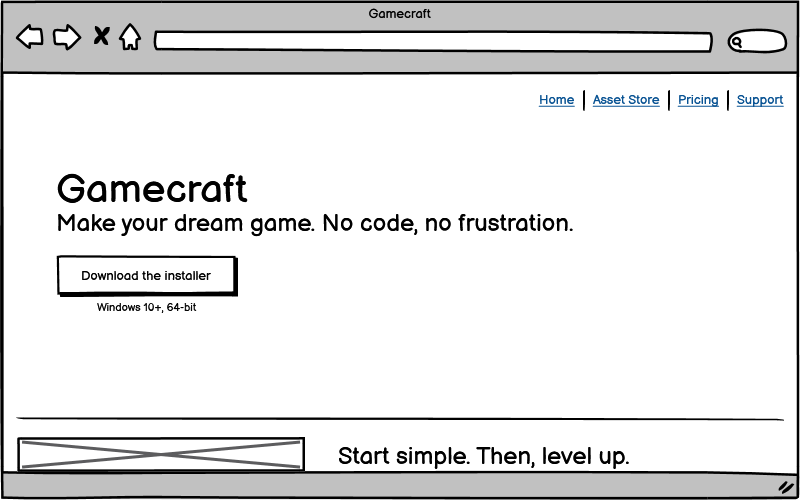 Gamecraft
Home | Asset Store | Pricing | Support
Gamecraft
Make your dream game. No code, no frustration.
Download the installer
Windows 10+, 64-bit
Start simple. Then, level up.